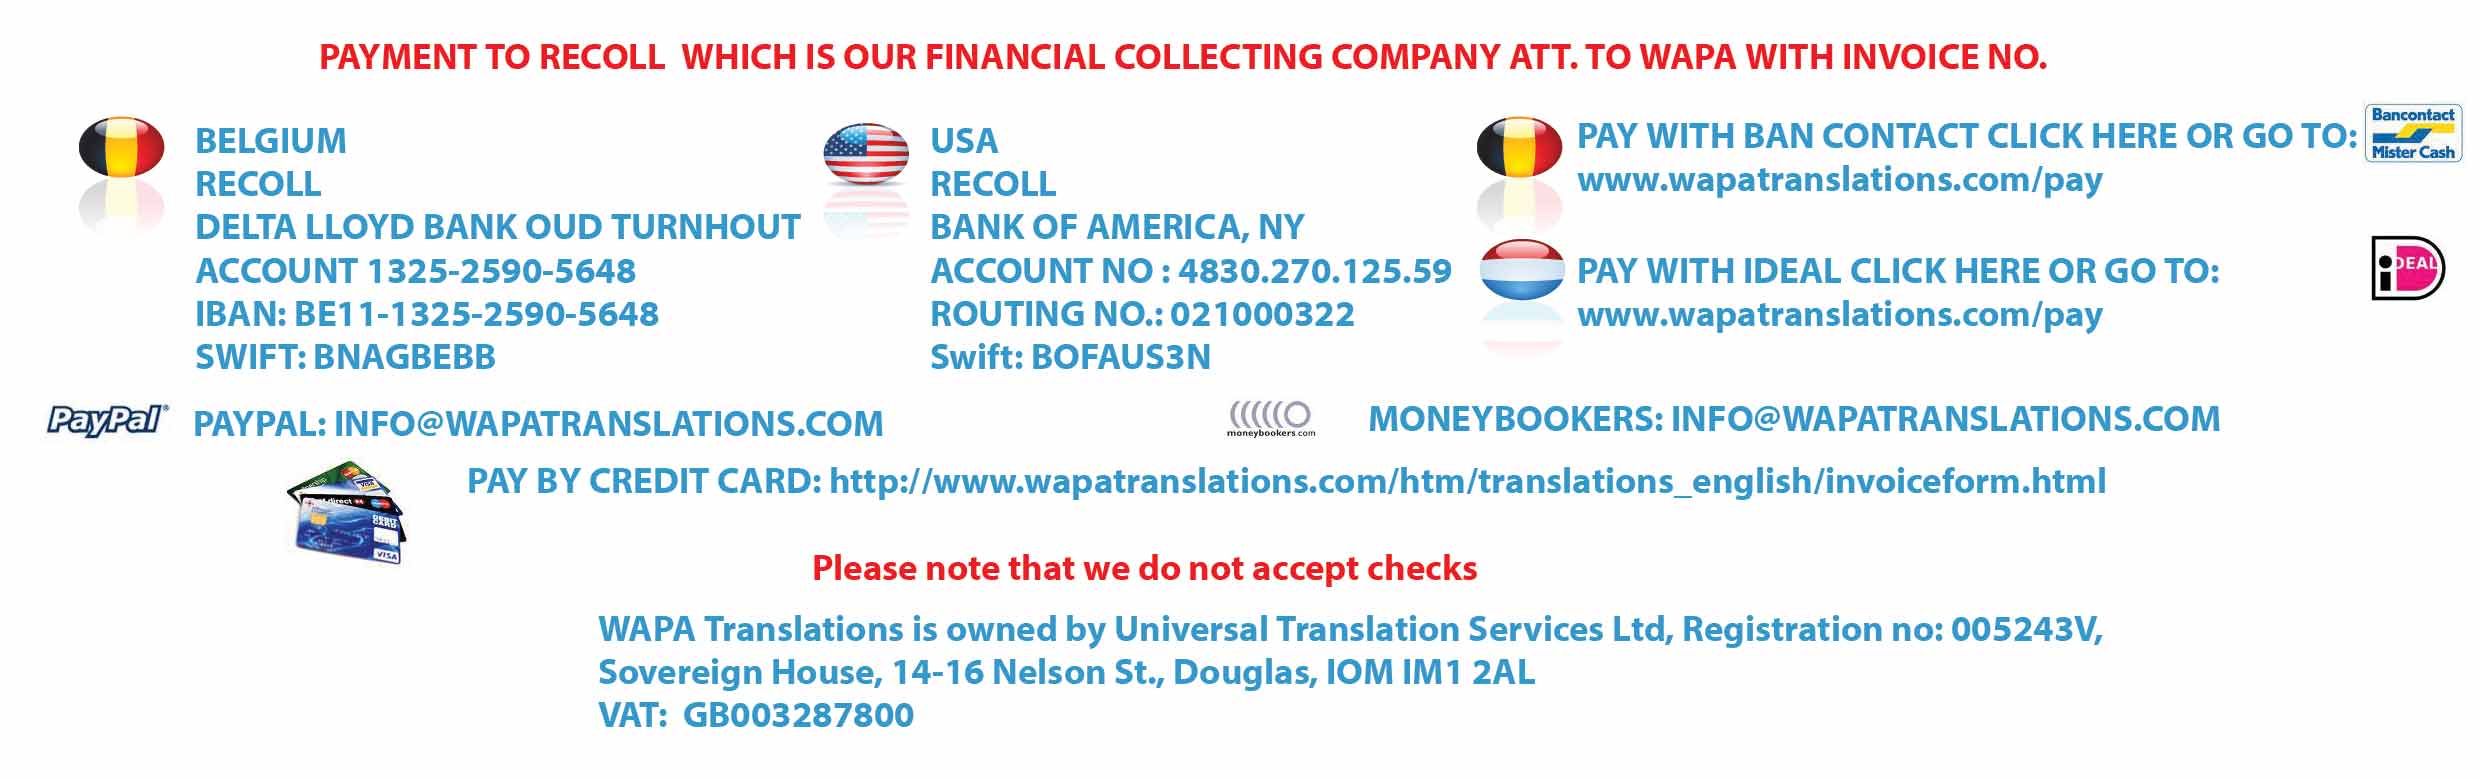 PAYMENT TO RECOLL WHICH IS OUR FINANCIAL COLLECTING COMPANY ATT. TO WAPA WITH INVOICE NO.
BELGIUM
RECOLL
DELTA LLOYD BANK OUD TURNHOUT
ACCOUNT 1325-2590-5648
IBAN: BE11-1325-2590-5648
SWIFT: BNAGBEBB
USA
RECOLL
BANK OF AMERICA, NY
ACCOUNT NO : 4830.270.125.59
ROUTING NO.: 021000322
Swift: BOFAUS3N
PAY WITH BAN CONTACT CLICK HERE OR GO TO:
www.wapatranslations.com/pay
Bancontact
Mister Cash
PAY WITH IDEAL CLICK HERE OR GO TO:
www.wapatranslations.com/pay
iDEAL
PayPal®
PAYPAL: INFO@WAPATRANSLATIONS.COM
moneybookers.com
MONEYBOOKERS: INFO@WAPATRANSLATIONS.COM
direct
DEBIT
CARD
VISA
PAY BY CREDIT CARD: http://www.wapatranslations.com/htm/translations_english/invoiceform.html
Please note that we do not accept checks
WAPA Translations is owned by Universal Translation Services Ltd, Registration no: 005243V,
Sovereign House, 14-16 Nelson St., Douglas, IOM IM1 2AL
VAT: GB003287800